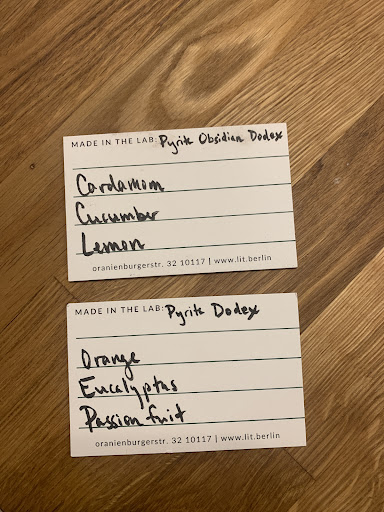 MADE IN THE LAB: Pyrite Obsidian Dodex
Cardamom
Cucumber
Lemon
oranienburgerstr. 32 10117 | www.lit.berlin
MADE IN THE LAB: Pyrite Dodex
Orange
Eucalyptus
Passion fruit
oranienburgerstr. 32 10117 | www.lit.berlin